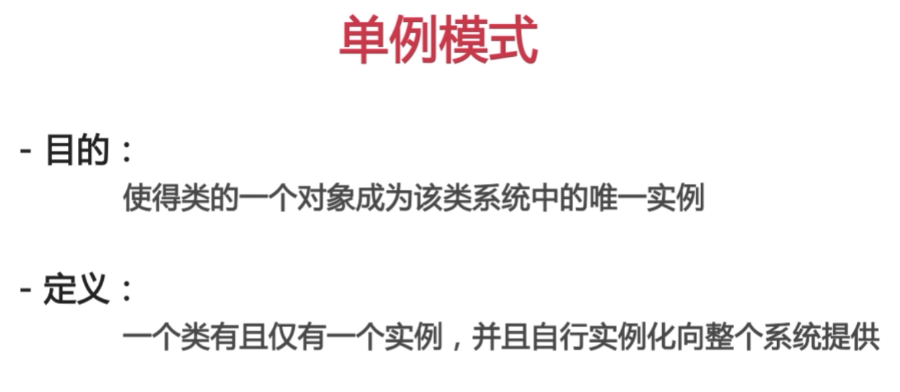 单例模式
- 目的：
使得类的一个对象成为该类系统中的唯一实例
- 定义：
一个类有且仅有一个实例，并且自行实例化向整个系统提供